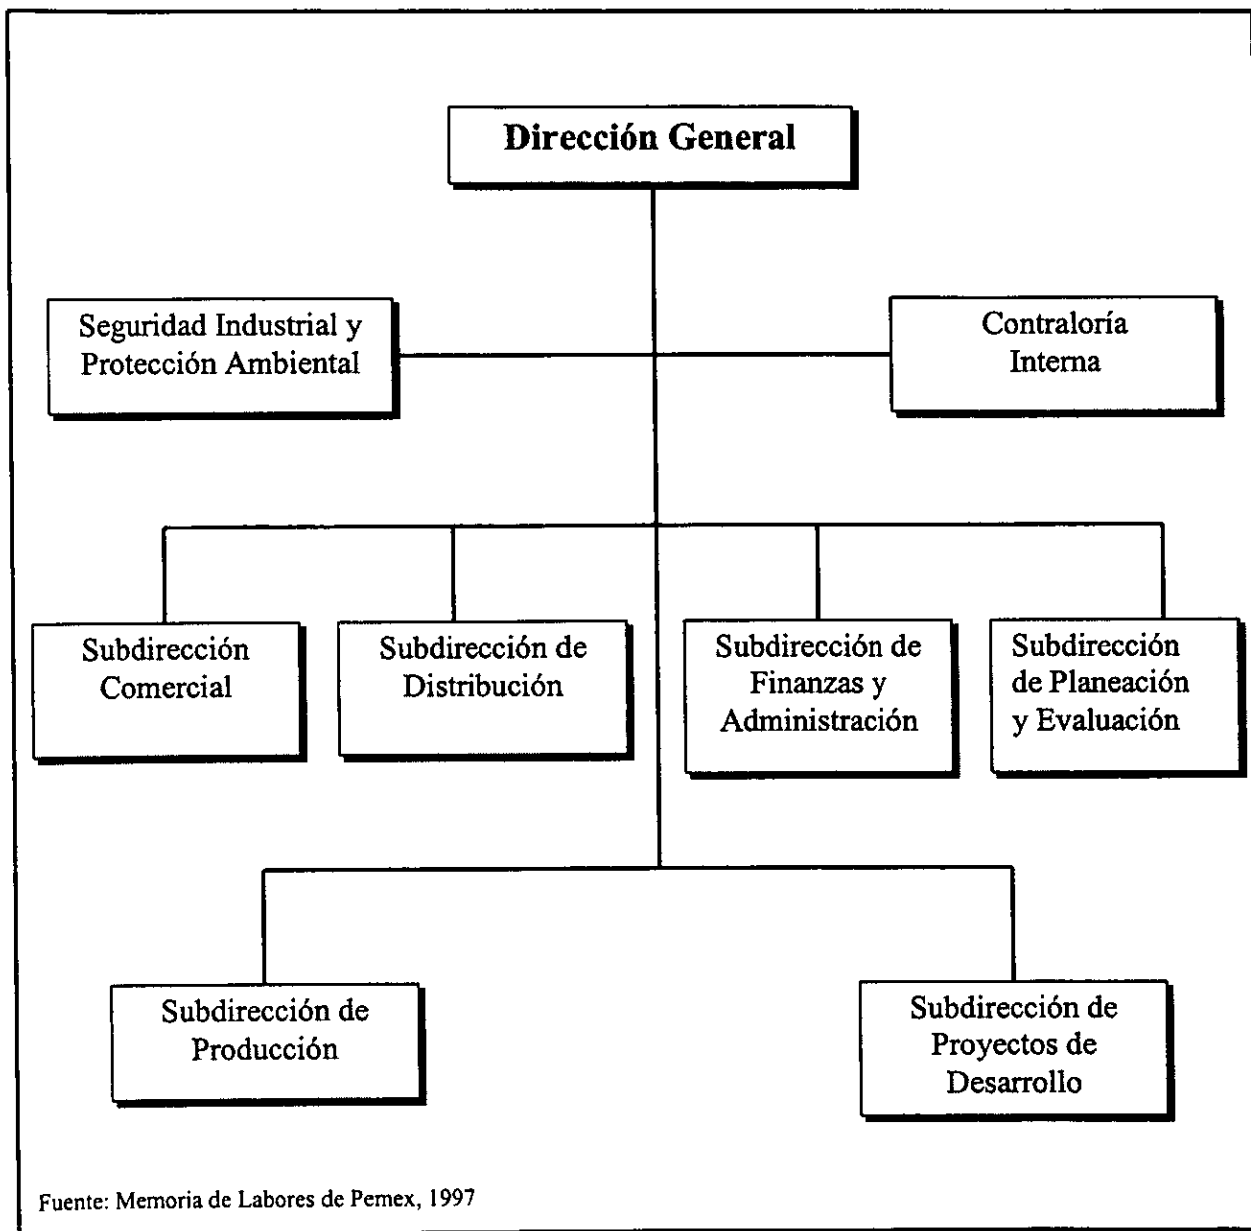 Dirección General
Seguridad Industrial y
Protección Ambiental
Contraloría
Interna
Subdirección
Comercial
Subdirección de
Distribución
Subdirección de
Finanzas y
Administración
Subdirección
de Planeación
y Evaluación
Subdirección de
Producción
Subdirección de
Proyectos de
Desarrollo
Fuente: Memoria de Labores de Pemex, 1997